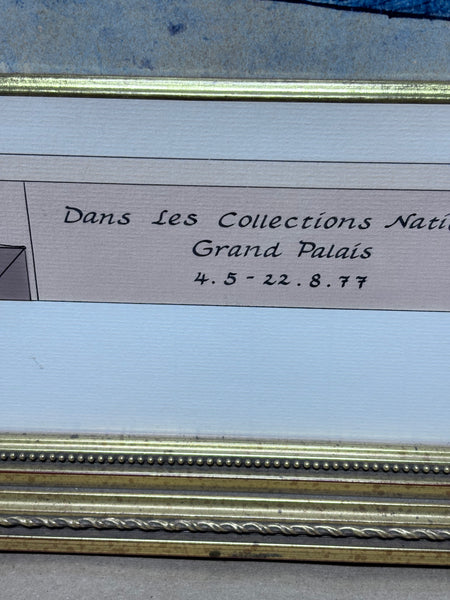 Dans Les Collections
Grand Palais
4.5-22.8.77